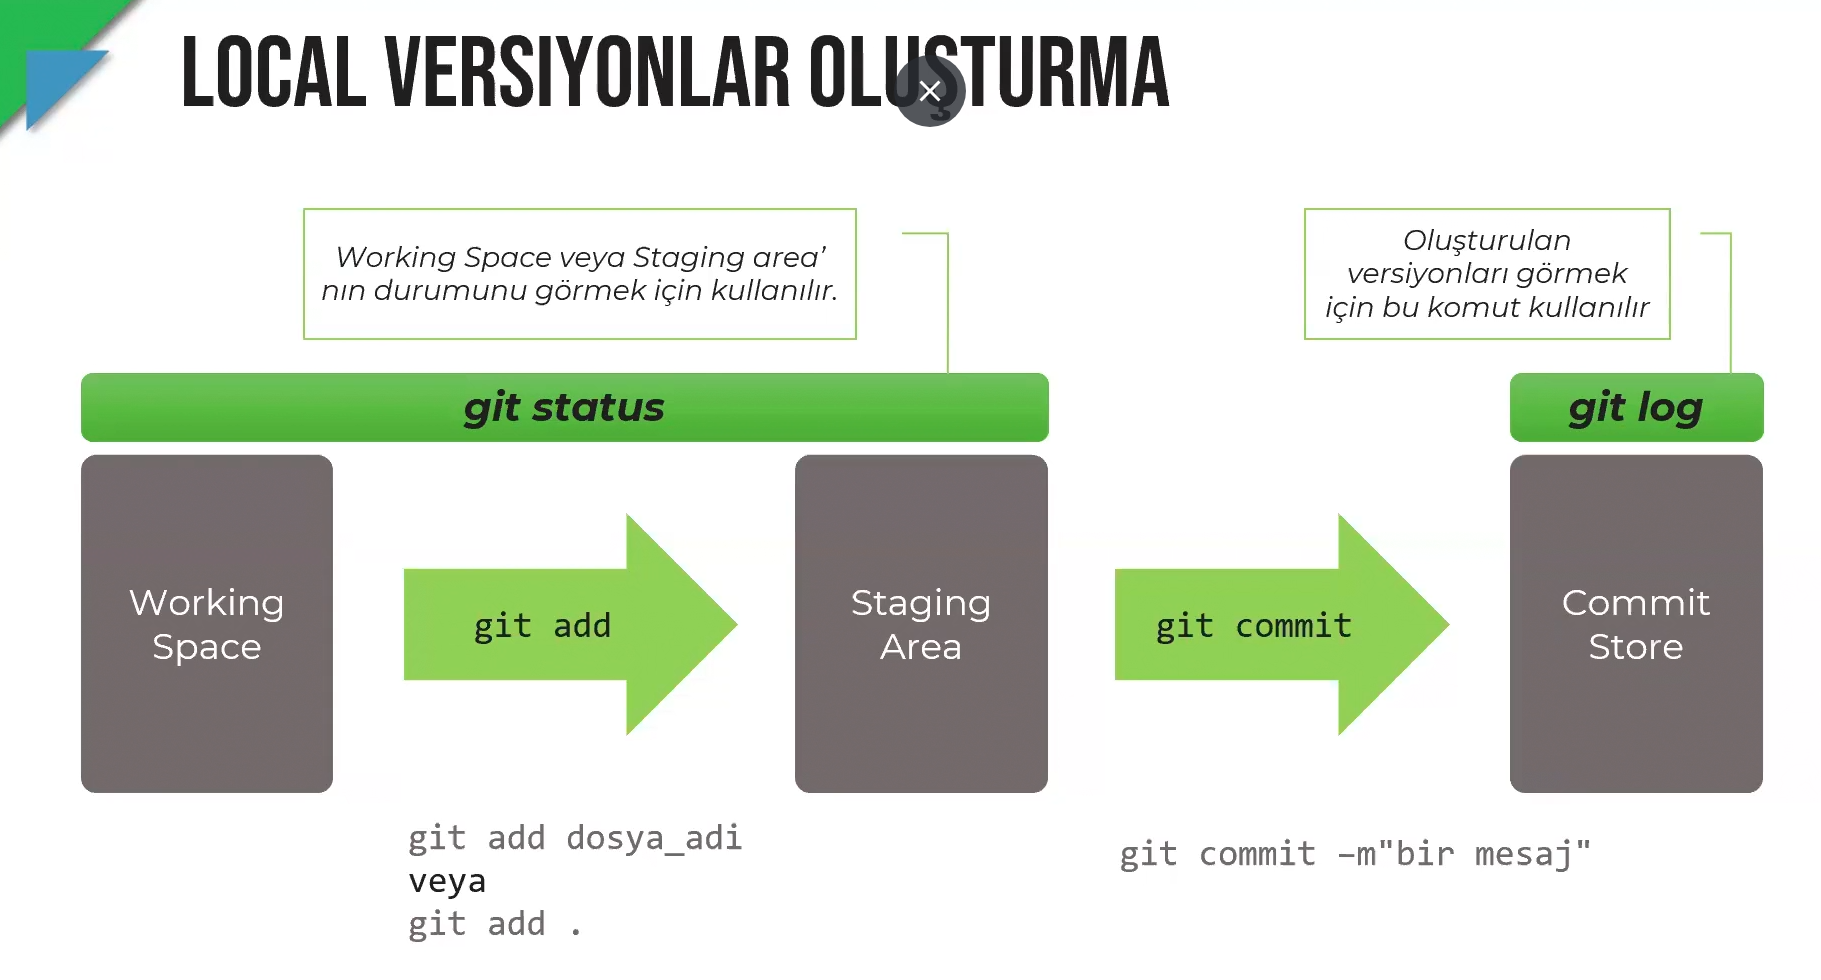 LOCAL VERSIYONLAR OLUŞTURMA
Working Space veya Staging area’
nın durumunu görmek için kullanılır.
Oluşturulan
versiyonları görmek
için bu komut kullanılır
git status
git log
Working
Space
git add
Staging
Area
git commit
Commit
Store
git add dosya_adi
veya
git add .
git commit –m"bir mesaj"